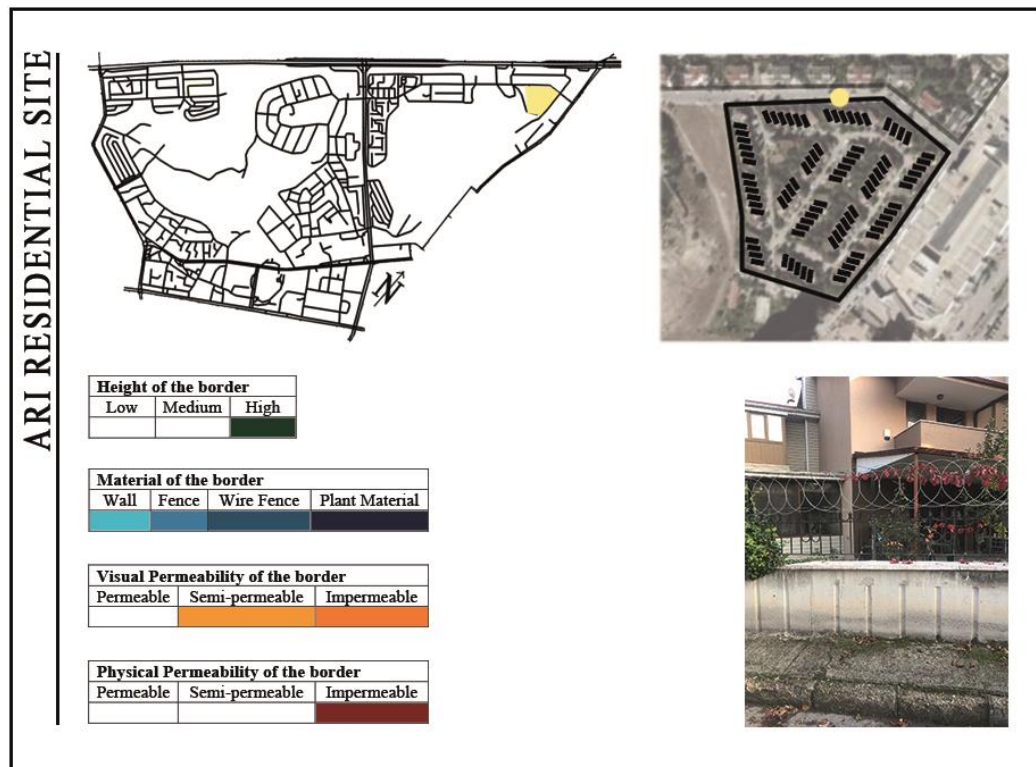 ARI RESIDENTIAL SITE
N
Height of the border
Low Medium High
Material of the border
Wall Fence Wire Fence Plant Material
Visual Permeability of the border
Permeable Semi-permeable Impermeable
Physical Permeability of the border
Permeable Semi-permeable Impermeable